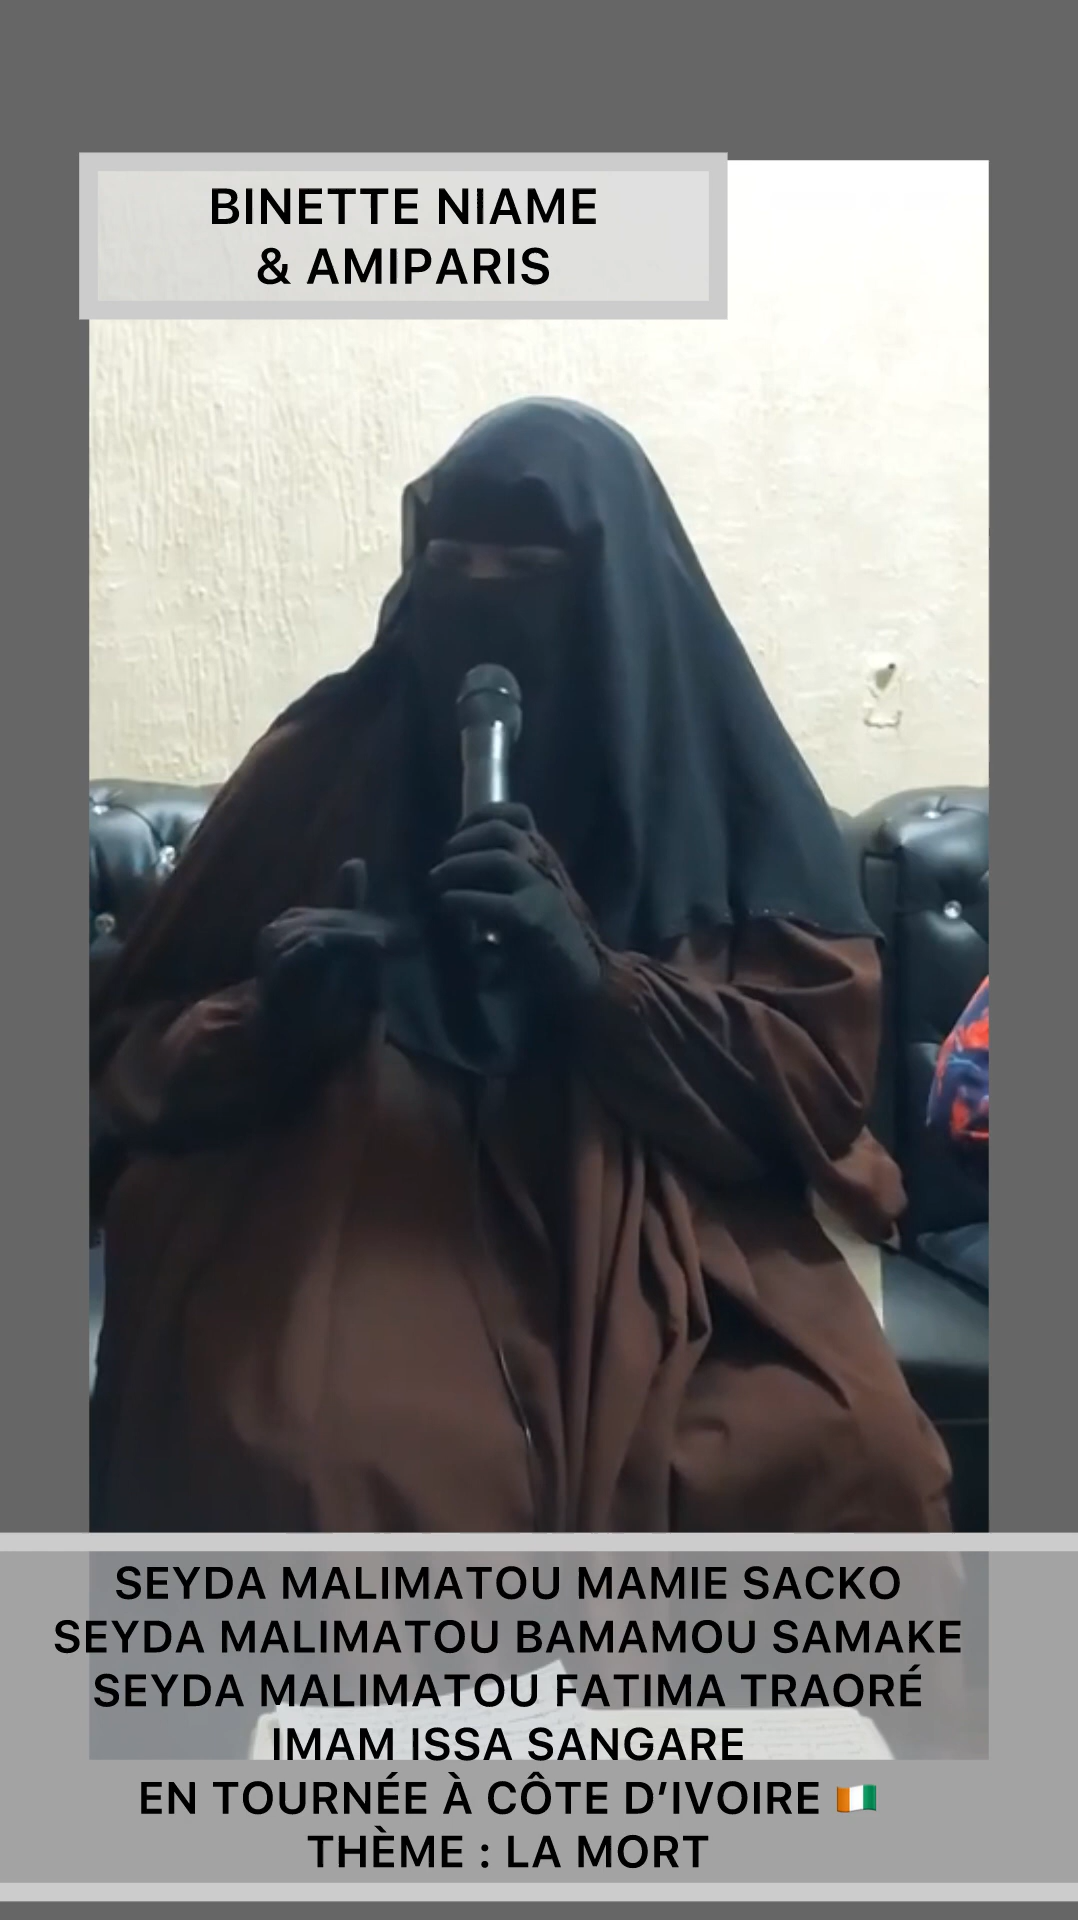 BINETTE NIAME
& AMIPARIS
SEYDA MALIMATOU MAMIE SACKO
SEYDA MALIMATOU BAMAMOU SAMAKE
SEYDA MALIMATOU FATIMA TRAORÉ
IMAM ISSA SANGARE
EN TOURNÉE À CÔTE D’IVOIRE 🇨🇮
THÈME : LA MORT